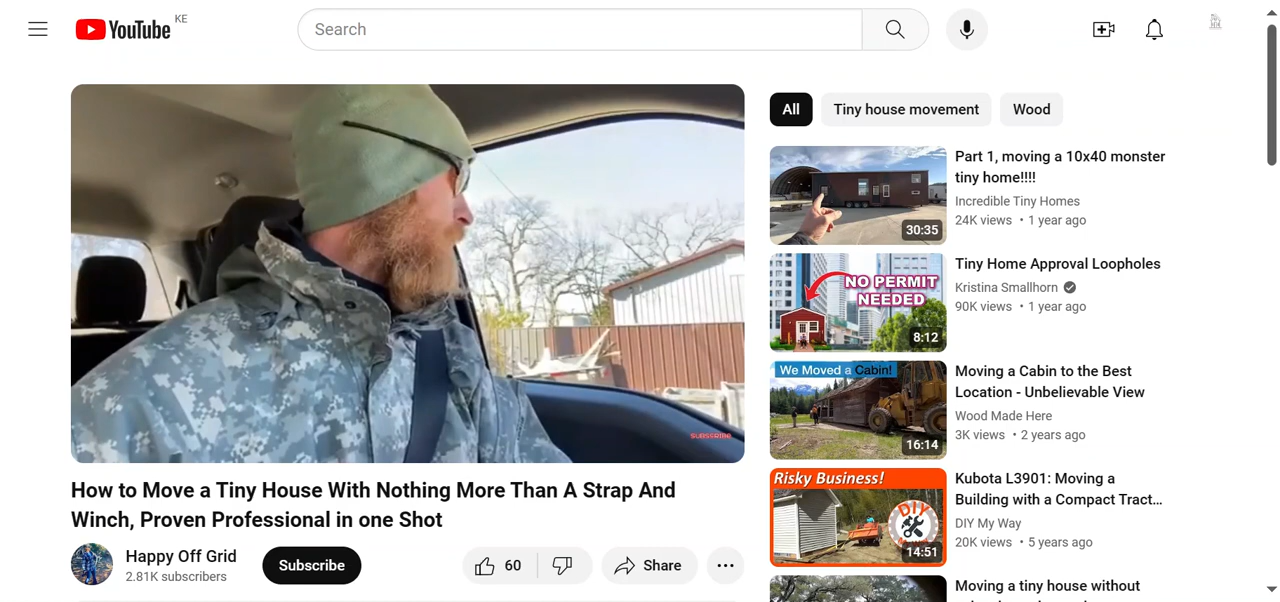 YouTube KE
Search
All
Tiny house movement
Wood
SUBSCRIBE
How to Move a Tiny House With Nothing More Than A Strap And
Winch, Proven Professional in one Shot
Happy Off Grid
2.81K subscribers
Subscribe
60
Share
30:35
Part 1, moving a 10x40 monster
tiny home!!!!
Incredible Tiny Homes
24K views • 1 year ago
NO PERMIT
NEEDED
8:12
Tiny Home Approval Loopholes
Kristina Smallhorn
90K views • 1 year ago
We Moved a Cabin!
16:14
Moving a Cabin to the Best
Location - Unbelievable View
Wood Made Here
3K views • 2 years ago
Risky Business!
DIY
14:51
Kubota L3901: Moving a
Building with a Compact Tract...
DIY My Way
20K views • 5 years ago
Moving a tiny house without